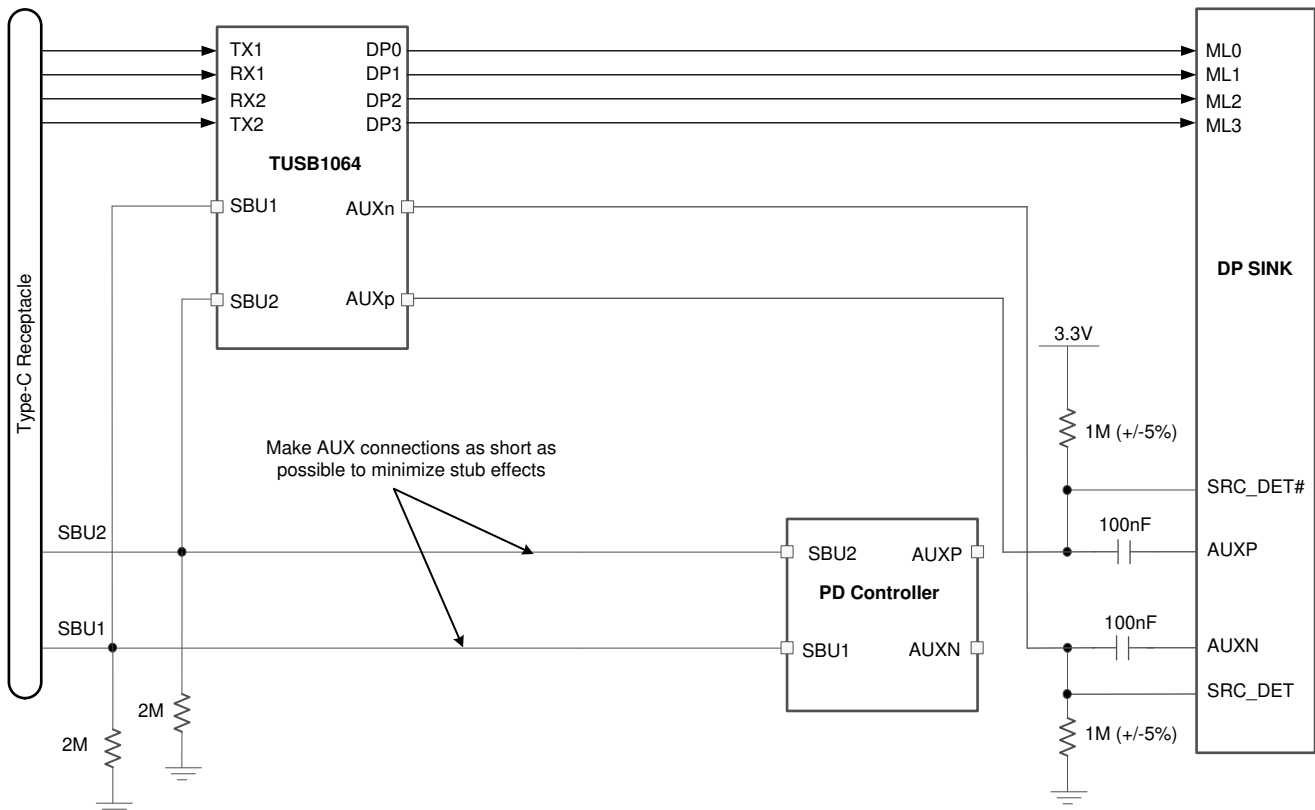 Type-C Receptacle
TX1
RX1
RX2
TX2
DP0
DP1
DP2
DP3
TUSB1064
SBU1
AUXn
SBU2
AUXp
ML0
ML1
ML2
ML3
DP SINK
3.3V
1M (+/-5%)
SRC_DET#
100nF
AUXP
100nF
AUXN
SRC_DET
1M (+/-5%)
Make AUX connections as short as
possible to minimize stub effects
SBU2
SBU1
SBU2
AUXP
PD Controller
SBU1
AUXN
2M
2M